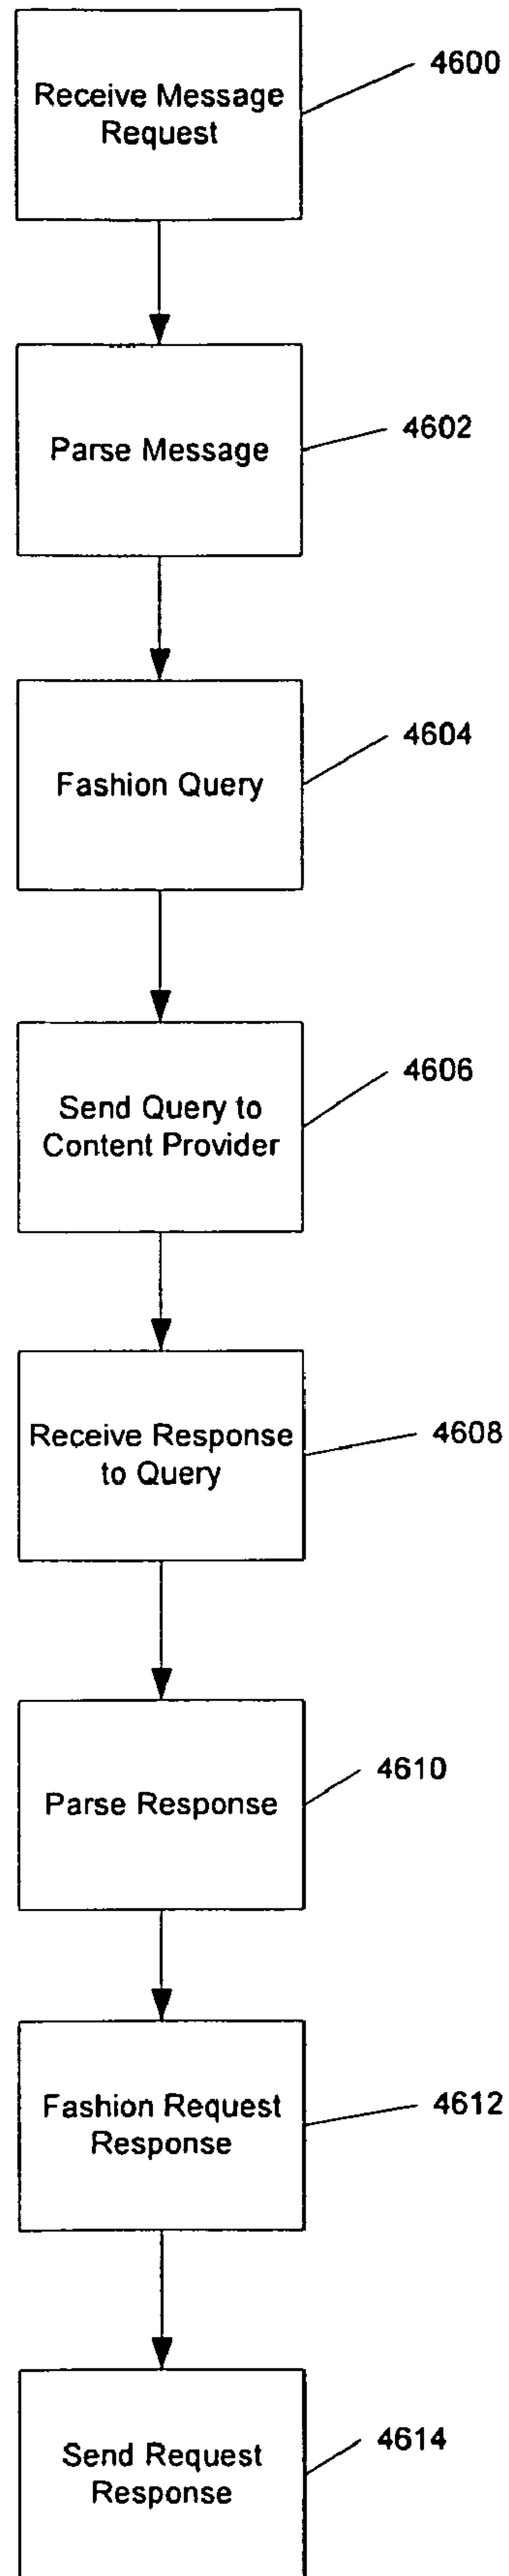 Receive Message
Request
4600
Parse Message
4602
Fashion Query
4604
Send Query to
Content Provider
4606
Receive Response
to Query
4608
Parse Response
4610
Fashion Request
Response
4612
Send Request
Response
4614